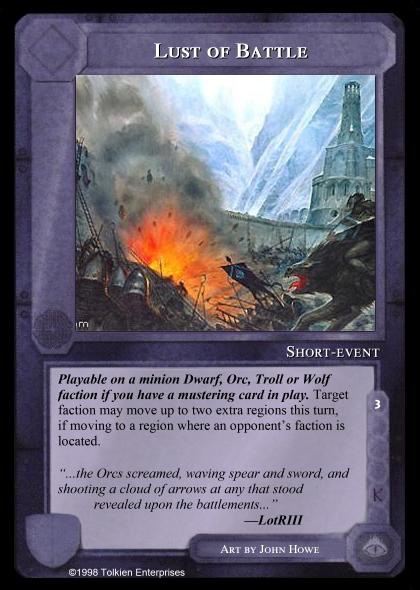 LUST OF BATTLE
m
SHORT-EVENT
Playable on a minion Dwarf, Orc, Troll or Wolf
faction if you have a mustering card in play. Target
faction may move up to two extra regions this turn,
if moving to a region where an opponent's faction is
located.
3
“...the Orcs screamed, waving spear and sword, and
shooting a cloud of arrows at any that stood
revealed upon the battlements...”
—LotRIII
ART BY JOHN HOWE
©1998 Tolkien Enterprises